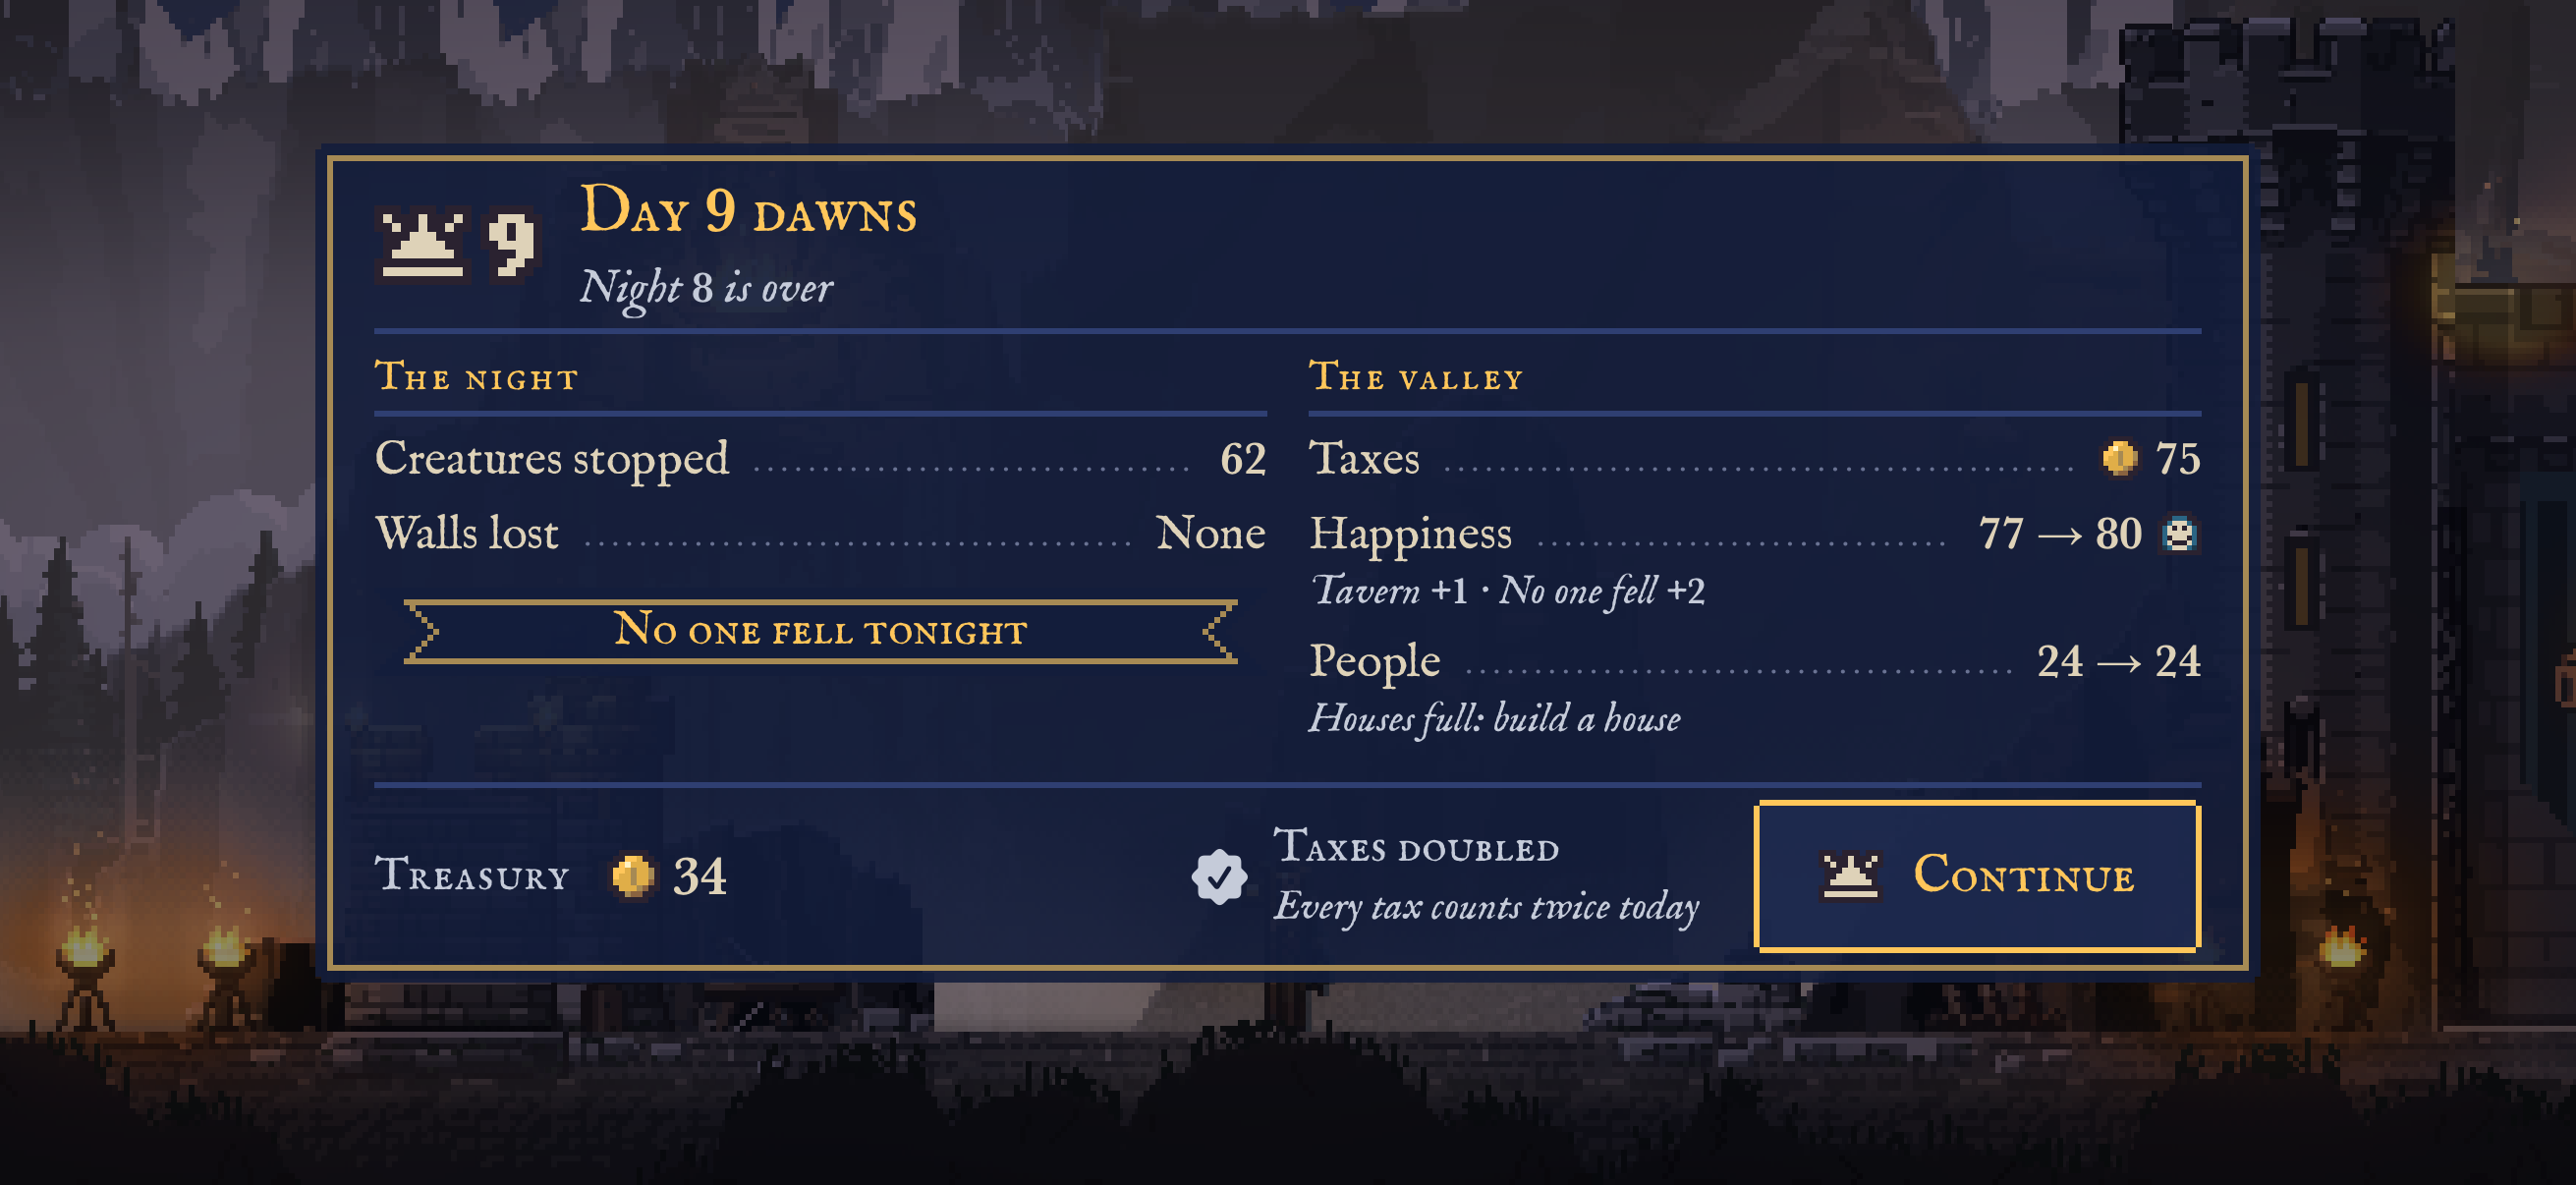 9
Day 9 dawns
Night 8 is over
The night
Creatures stopped 62
Walls lost None
No one fell tonight
The valley
Taxes 75
Happiness 77 → 80
Tavern +1 · No one fell +2
People 24 → 24
Houses full: build a house
Treasury 34
Taxes doubled
Every tax counts twice today
Continue